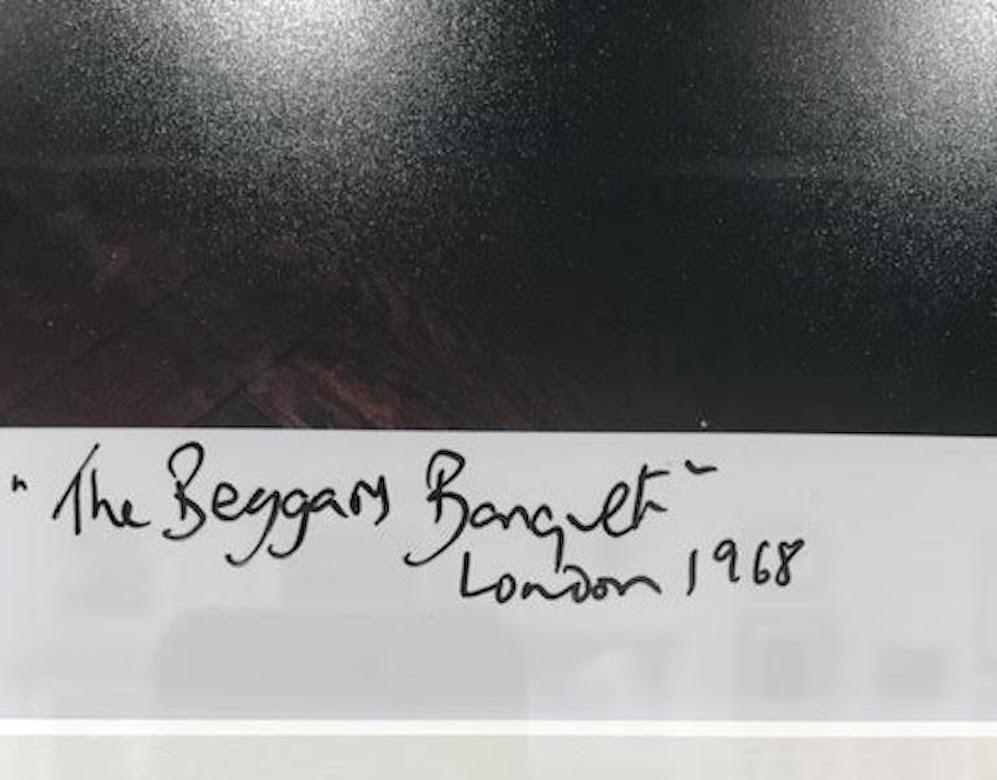 "The Beggars Banquet"
London 1968